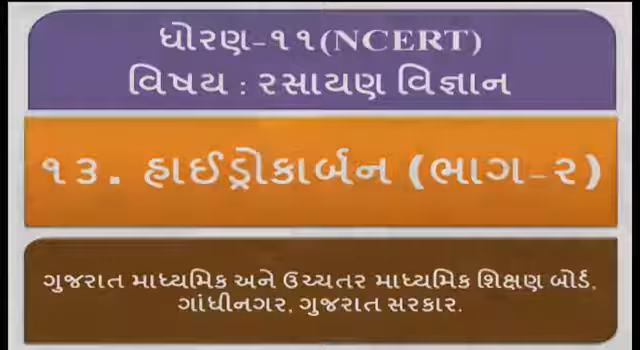 ધોરણ-૧૧(NCERT)
વિષય : રસાયણ વિજ્ઞાન
૧૩. હાઈડ્રોકાર્બન (ભાગ-૨)
ગુજરાત માધ્યમિક અને ઉચ્ચતર માધ્યમિક શિક્ષણ બોર્ડ,
ગાંધીનગર, ગુજરાત સરકાર.